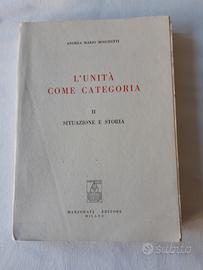 ANDREA MARIO MOSCHETTI
L'UNITÀ
COME CATEGORIA
II
SITUAZIONE E STORIA
MARZORATI EDITORE
MILANO
subito